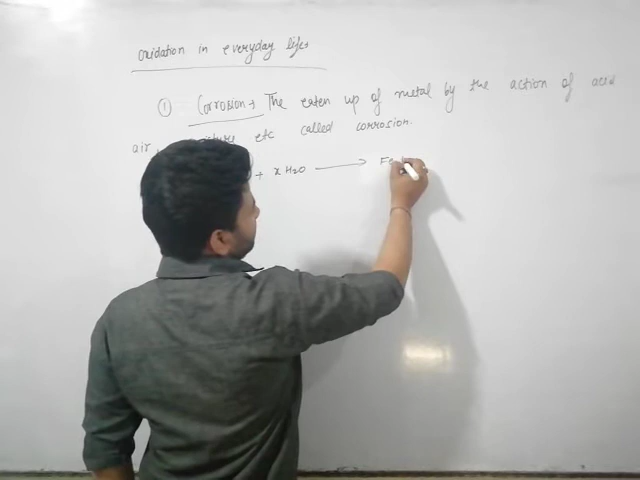 Oxidation in everyday life
① Corrosion → The eaten up of metal by the action of acid
air, etc called corrosion.
+ xH2O ⟶ Fe